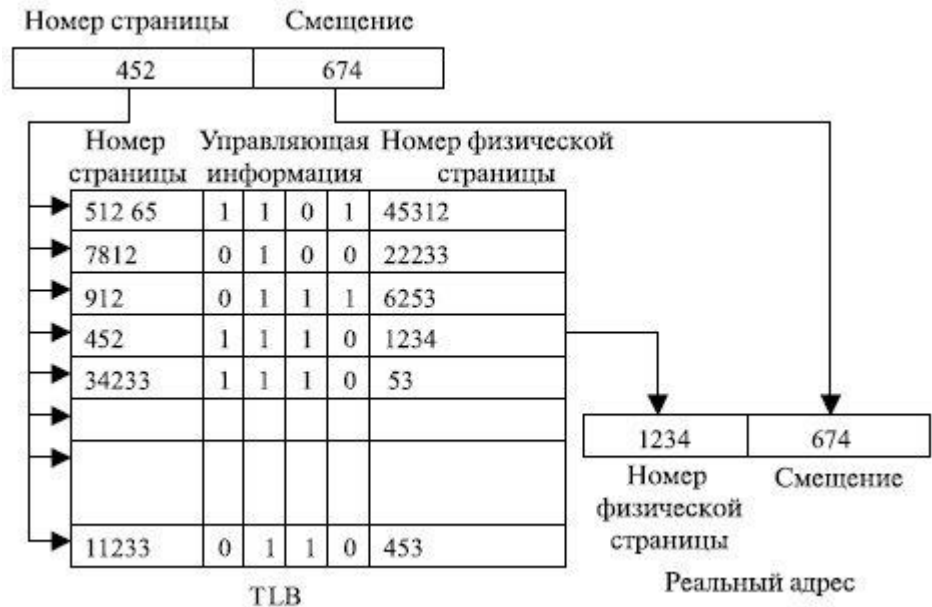 Номер страницы Смещение
452 674
Номер Управляющая Номер физической
страницы информация страницы
512 65 1 1 0 1 45312
7812 0 1 0 0 22233
912 0 1 1 1 6253
452 1 1 1 0 1234
34233 1 1 1 0 53
1234 674
Номер Смещение
физической
страницы
11233 0 1 1 0 453
Реальный адрес
TLB